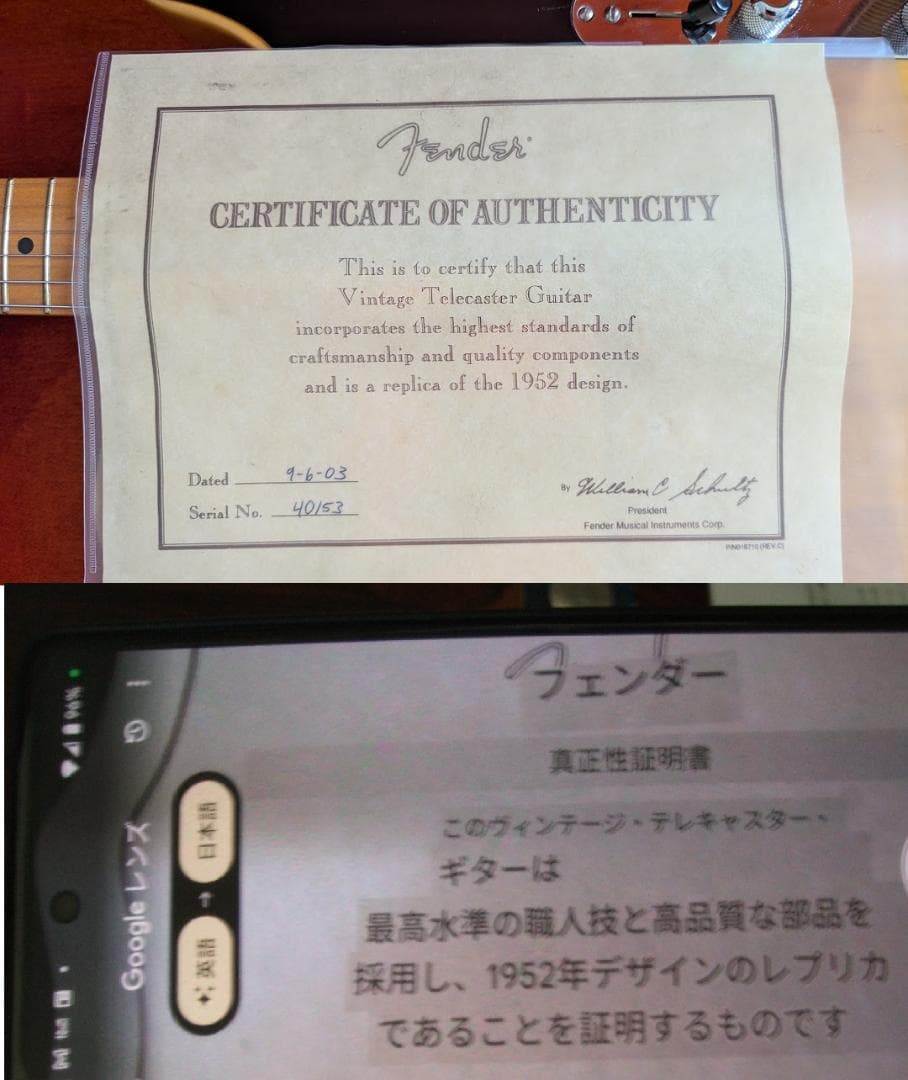 Fender
CERTIFICATE OF AUTHENTICITY
This is to certify that this
Vintage Telecaster Guitar
incorporates the highest standards of
craftsmanship and quality components
and is a replica of the 1952 design.
Dated 9-6-03
Serial No. 40153
By William C Schultz
President
Fender Musical Instruments Corp.
フェンダー
真正性証明書
このヴィンテージ・テレキャスター・
ギターは
最高水準の職人技と高品質な部品を
採用し、1952年デザインのレプリカ
であることを証明するものです
96%
Google レンズ
英語 → 日本語